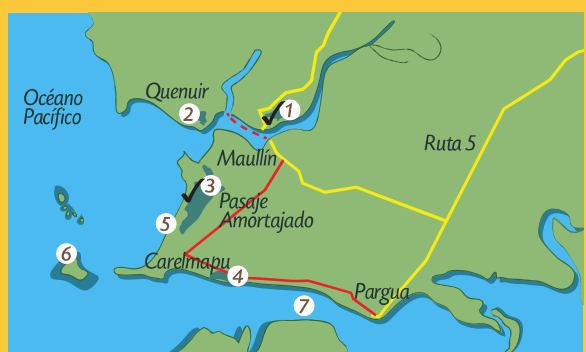 Quenuir
Océano
Pacífico
2
1
Ruta 5
Maullín
3
Pasaje
Amortajado
5
6
Carelmapu
4
7
Pargua